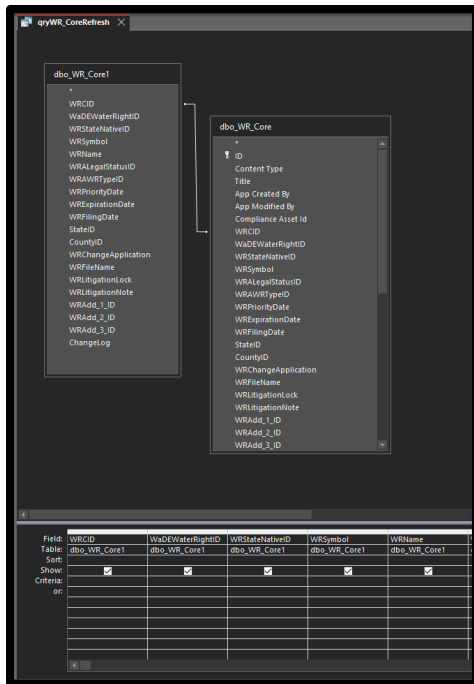 qryWR_CoreRefresh
dbo_WR_Core1
*
WRCID
WaDEWaterRightID
WRStateNativeID
WRSymbol
WRName
WRALegalStatusID
WRAWRTypeID
WRPriorityDate
WRExpirationDate
WRFilingDate
StateID
CountyID
WRChangeApplication
WRFileName
WRLitigationLock
WRLitigationNote
WRAdd_1_ID
WRAdd_2_ID
WRAdd_3_ID
ChangeLog
dbo_WR_Core
*
ID
Content Type
Title
App Created By
App Modified By
Compliance Asset Id
WRCID
WaDEWaterRightID
WRStateNativeID
WRSymbol
WRALegalStatusID
WRAWRTypeID
WRPriorityDate
WRExpirationDate
WRFilingDate
StateID
CountyID
WRChangeApplication
WRFileName
WRLitigationLock
WRLitigationNote
WRAdd_1_ID
WRAdd_2_ID
WRAdd_3_ID
Field: WRCID WaDEWaterRightID WRStateNativeID WRSymbol WRName
Table: dbo_WR_Core1 dbo_WR_Core1 dbo_WR_Core1 dbo_WR_Core1 dbo_WR_Core1
Sort:
Show:
Criteria:
or: